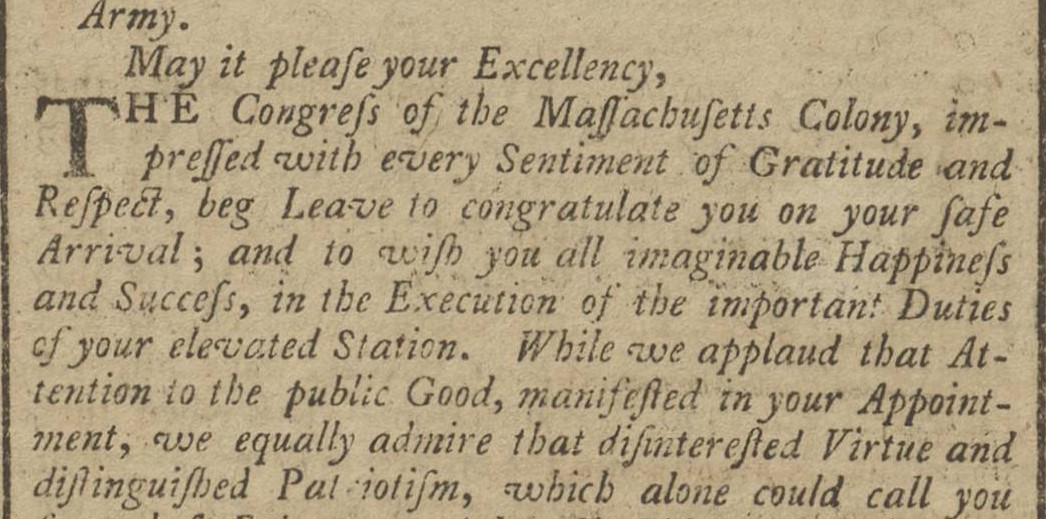 Army.
May it pleaſe your Excellency,
THE Congreſs of the Maſſachuſetts Colony, im-
preſſed with every Sentiment of Gratitude and
Reſpect, beg Leave to congratulate you on your ſafe
Arrival; and to wiſh you all imaginable Happineſs
and Succeſs, in the Execution of the important Duties
of your elevated Station. While we applaud that At-
tention to the public Good, manifeſted in your Appoint-
ment, we equally admire that diſintereſted Virtue and
diſtinguiſhed Patriotiſm, which alone could call you